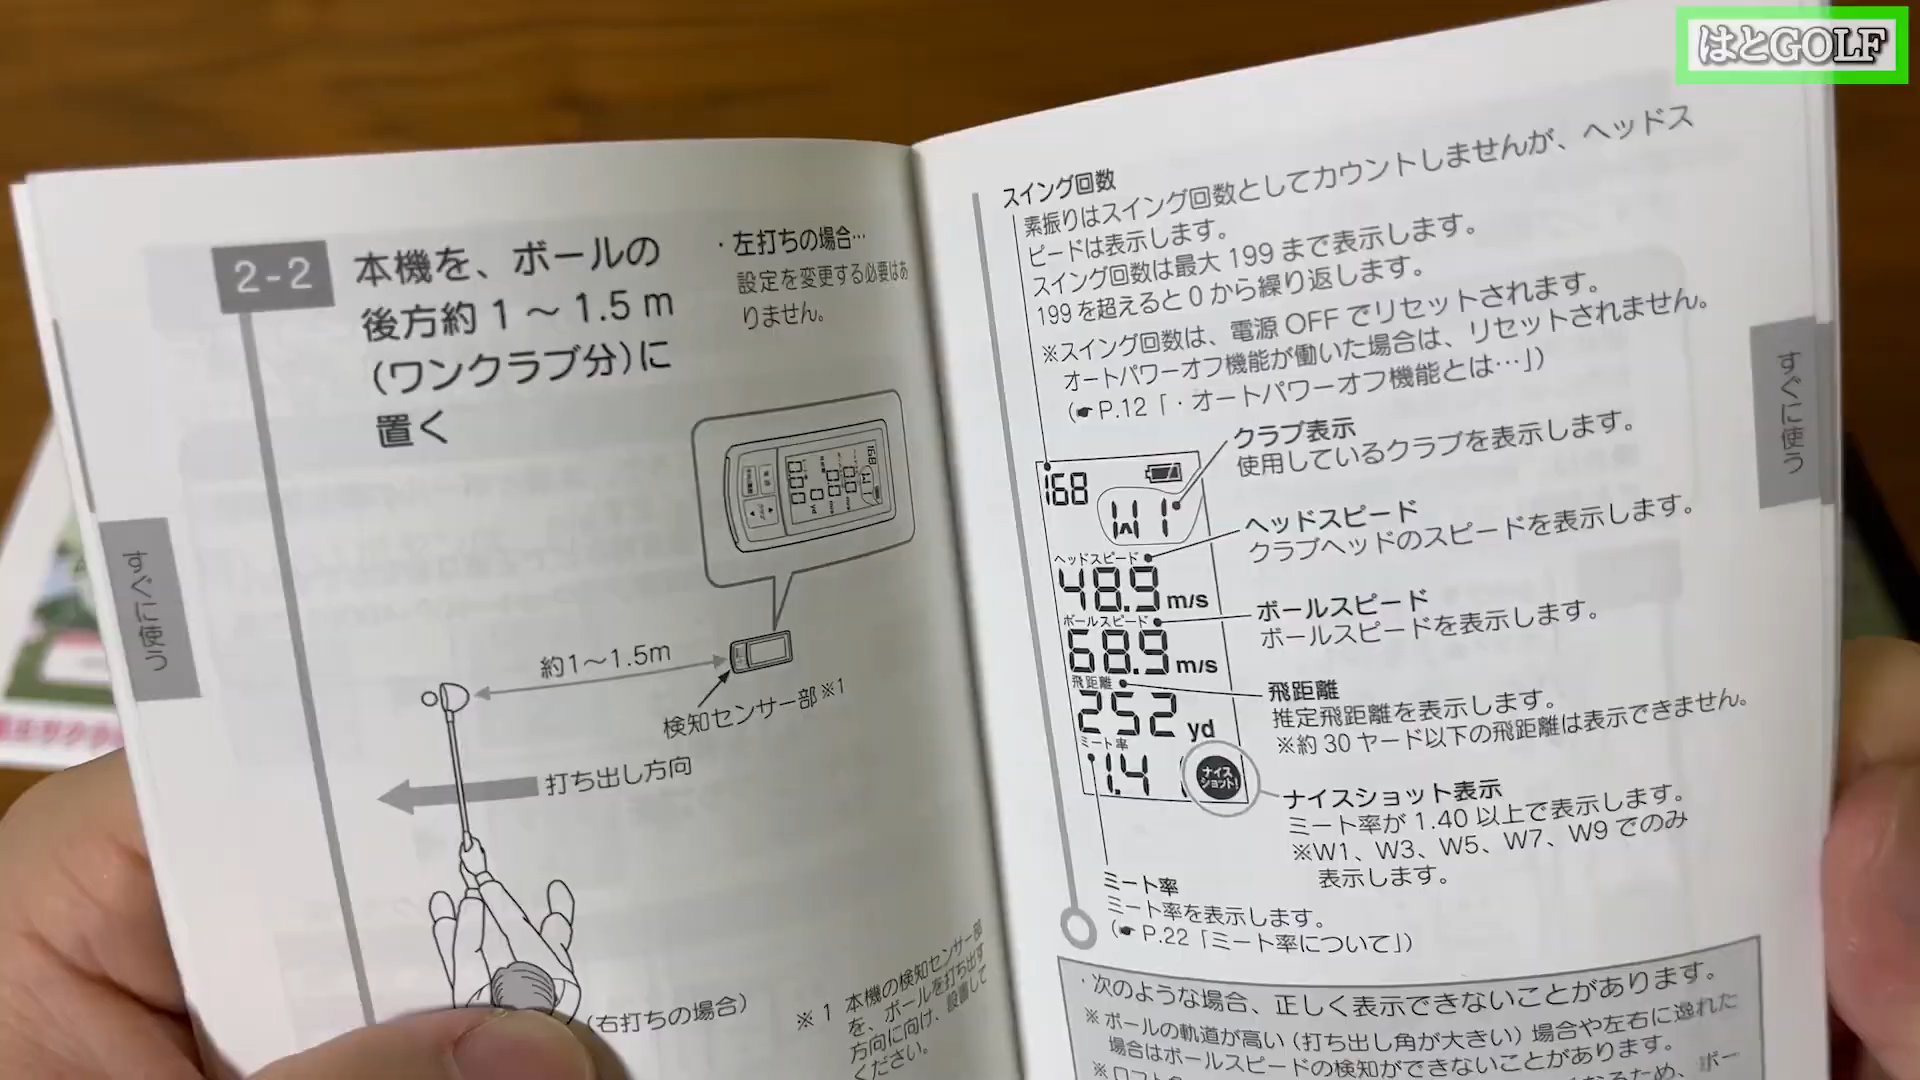 はとGOLF
2-2
本機を、ボールの
後方約 1 ～ 1.5 m
(ワンクラブ分)に
置く
・左打ちの場合…
設定を変更する必要はあ
りません。
すぐに使う
約1～1.5m
検知センサー部※1
打ち出し方向
(右打ちの場合)
※1 本機の検知センサー部
を、ボールを打ち出す
方向に向け、設置して
ください。
スイング回数
素振りはスイング回数としてカウントしませんが、ヘッドス
ピードは表示します。
スイング回数は最大 199 まで表示します。
199 を超えると 0 から繰り返します。
※スイング回数は、電源 OFF でリセットされます。
オートパワーオフ機能が働いた場合は、リセットされません。
(☛ P.12「・オートパワーオフ機能とは…」)
クラブ表示
使用しているクラブを表示します。
168
W1
ヘッドスピード
クラブヘッドのスピードを表示します。
ヘッドスピード
48.9 m/s
ボールスピード
ボールスピードを表示します。
ボールスピード
68.9 m/s
飛距離
推定飛距離を表示します。
※約 30 ヤード以下の飛距離は表示できません。
飛距離
252 yd
ミート率
1.4
ナイス
ショット!
ナイスショット表示
ミート率が 1.40 以上で表示します。
※W1、W3、W5、W7、W9 でのみ
表示します。
ミート率
ミート率を表示します。
(☛ P.22「ミート率について」)
すぐに使う
・次のような場合、正しく表示できないことがあります。
※ボールの軌道が高い (打ち出し角が大きい) 場合や左右に逸れた
場合はボールスピードの検知ができないことがあります。